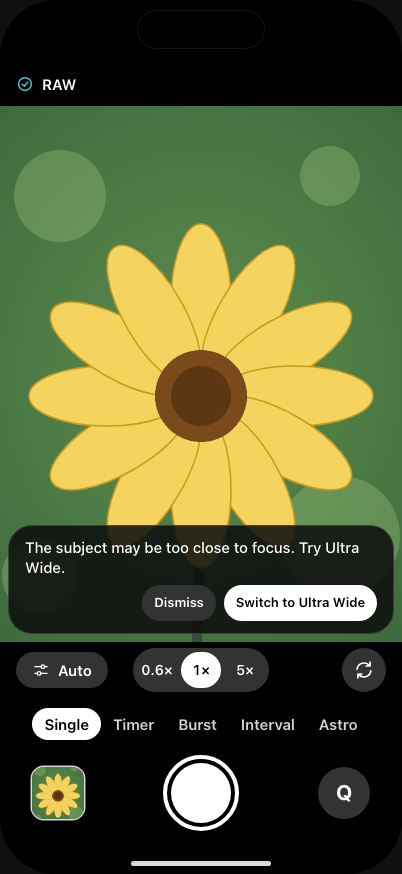 RAW
The subject may be too close to focus. Try Ultra
Wide.
Dismiss Switch to Ultra Wide
Auto 0.6× 1× 5×
Single Timer Burst Interval Astro
Q